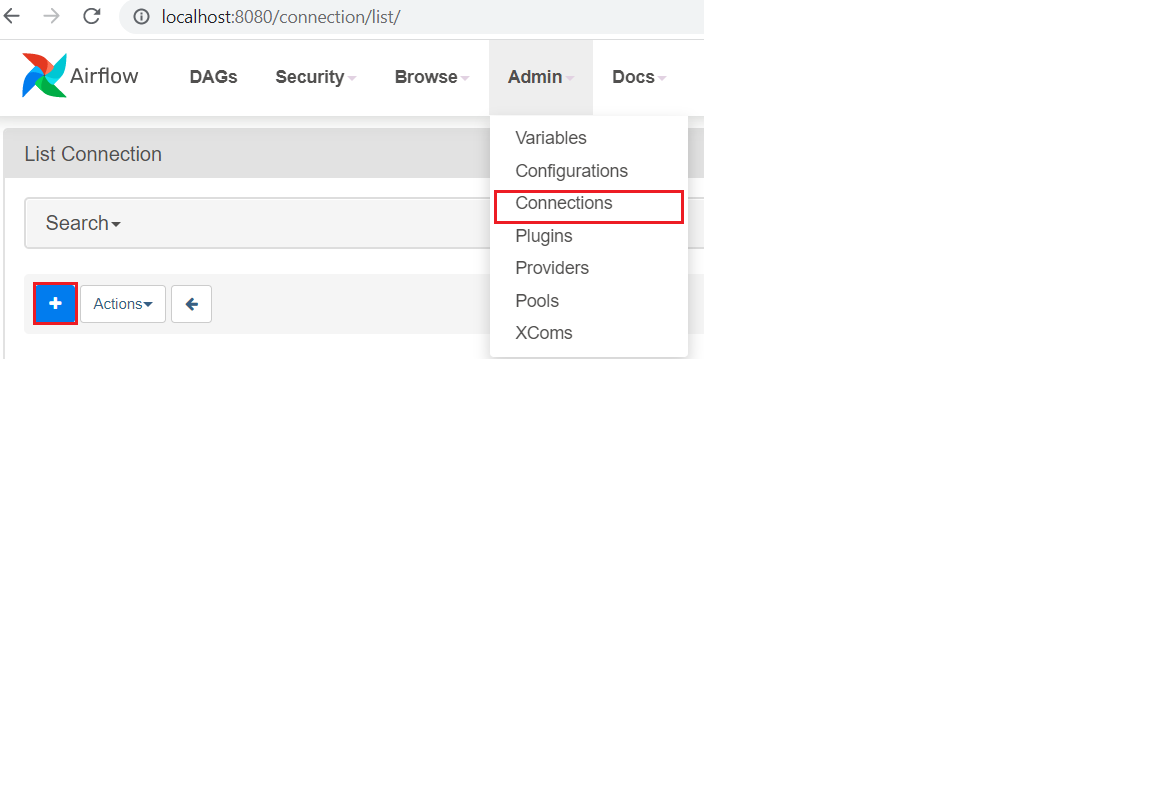 localhost:8080/connection/list/
Airflow DAGs Security Browse Admin Docs
List Connection
Search
Actions
Variables
Configurations
Connections
Plugins
Providers
Pools
XComs